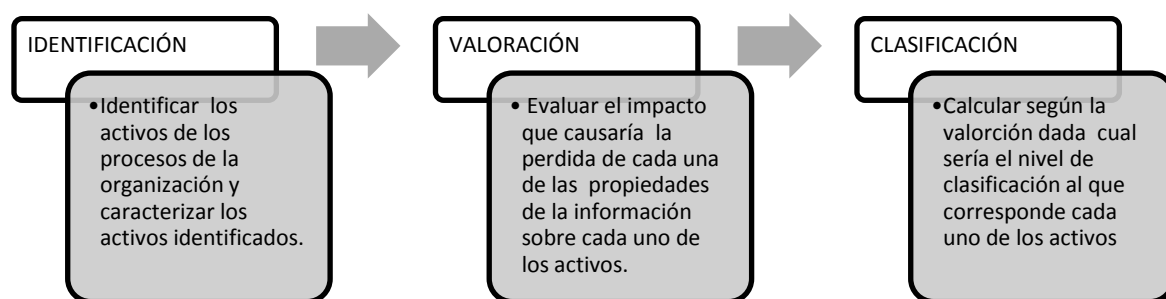 IDENTIFICACIÓN
•Identificar los
activos de los
procesos de la
organización y
caracterizar los
activos identificados.
VALORACIÓN
• Evaluar el impacto
que causaría la
perdida de cada una
de las propiedades
de la información
sobre cada uno de
los activos.
CLASIFICACIÓN
•Calcular según la
valorción dada cual
sería el nivel de
clasificación al que
corresponde cada
uno de los activos